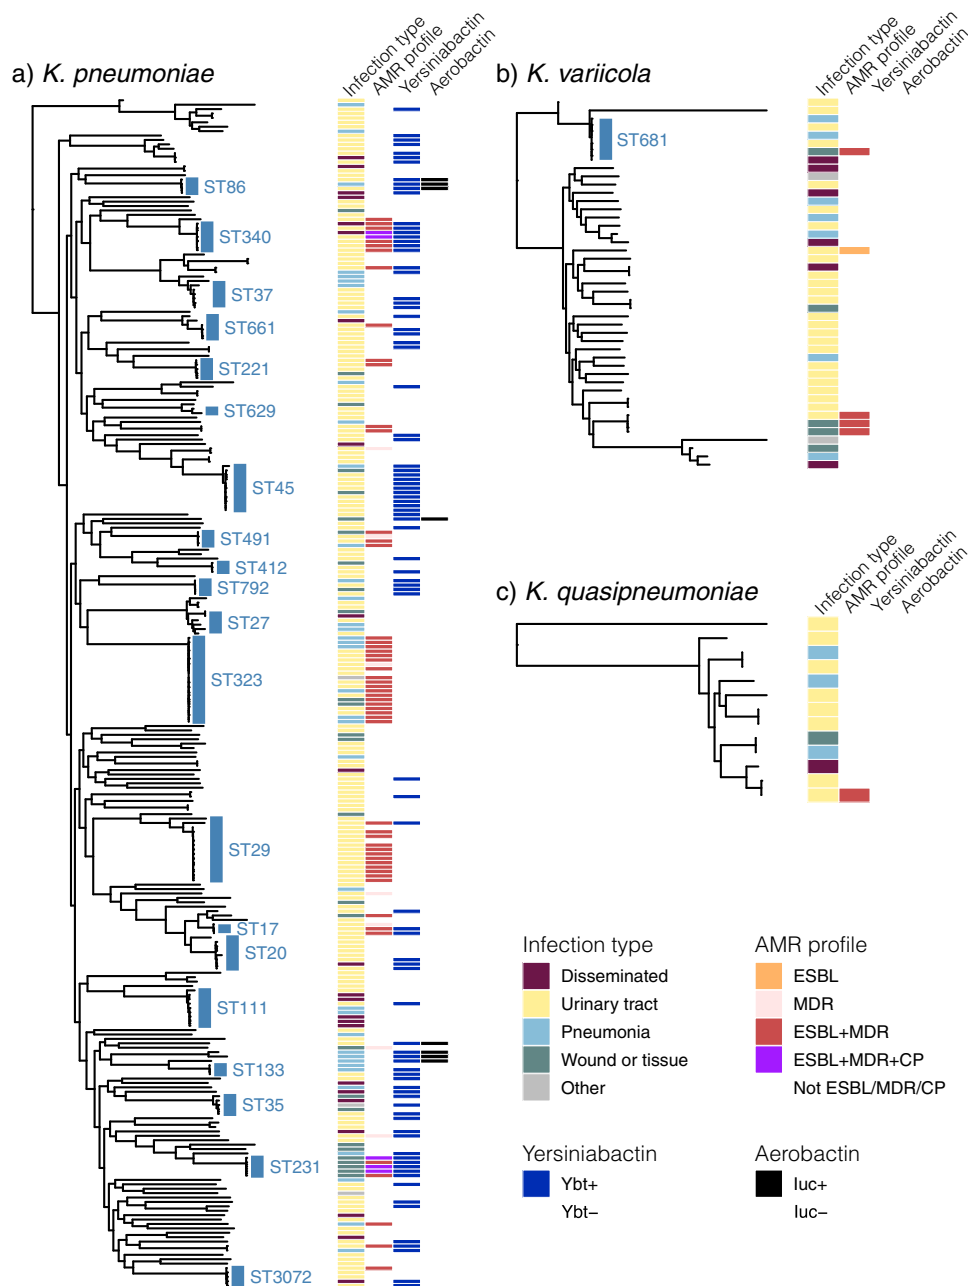 a) K. pneumoniae
Infection type
AMR profile
Yersiniabactin
Aerobactin
ST86
ST340
ST37
ST661
ST221
ST629
ST45
ST491
ST412
ST792
ST27
ST323
ST29
ST17
ST20
ST111
ST133
ST35
ST231
ST3072
b) K. variicola
Infection type
AMR profile
Yersiniabactin
Aerobactin
ST681
c) K. quasipneumoniae
Infection type
AMR profile
Yersiniabactin
Aerobactin
Infection type
Disseminated
Urinary tract
Pneumonia
Wound or tissue
Other
AMR profile
ESBL
MDR
ESBL+MDR
ESBL+MDR+CP
Not ESBL/MDR/CP
Yersiniabactin
Ybt+
Ybt−
Aerobactin
Iuc+
Iuc−